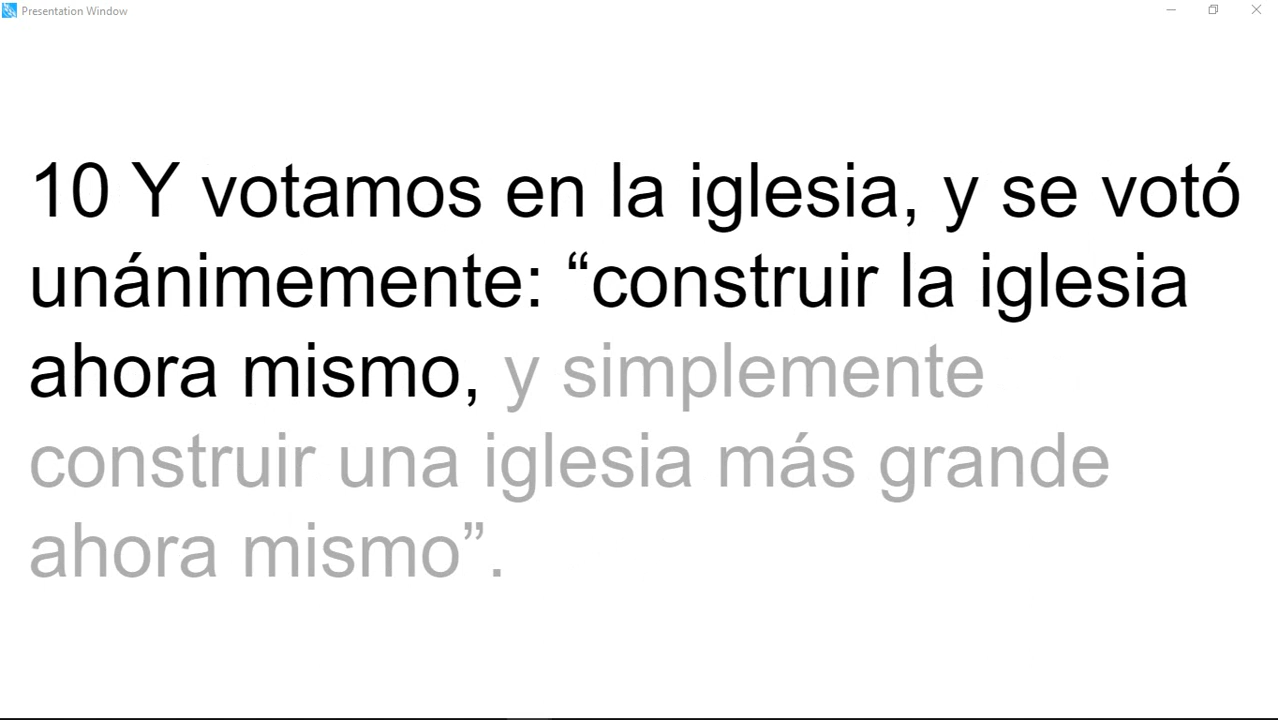 Presentation Window
10 Y votamos en la iglesia, y se votó
unánimemente: “construir la iglesia
ahora mismo, y simplemente
construir una iglesia más grande
ahora mismo”.